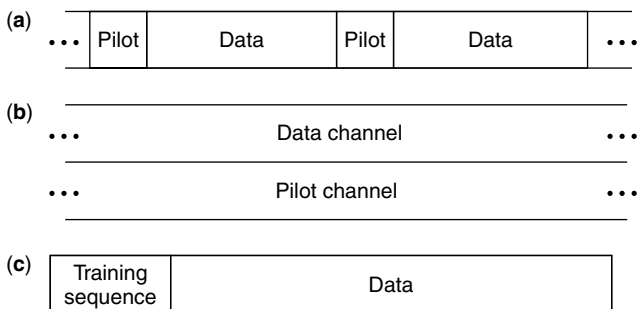 (a)
... Pilot Data Pilot Data ...
(b)
... Data channel ...
... Pilot channel ...
(c)
Training
sequence
Data